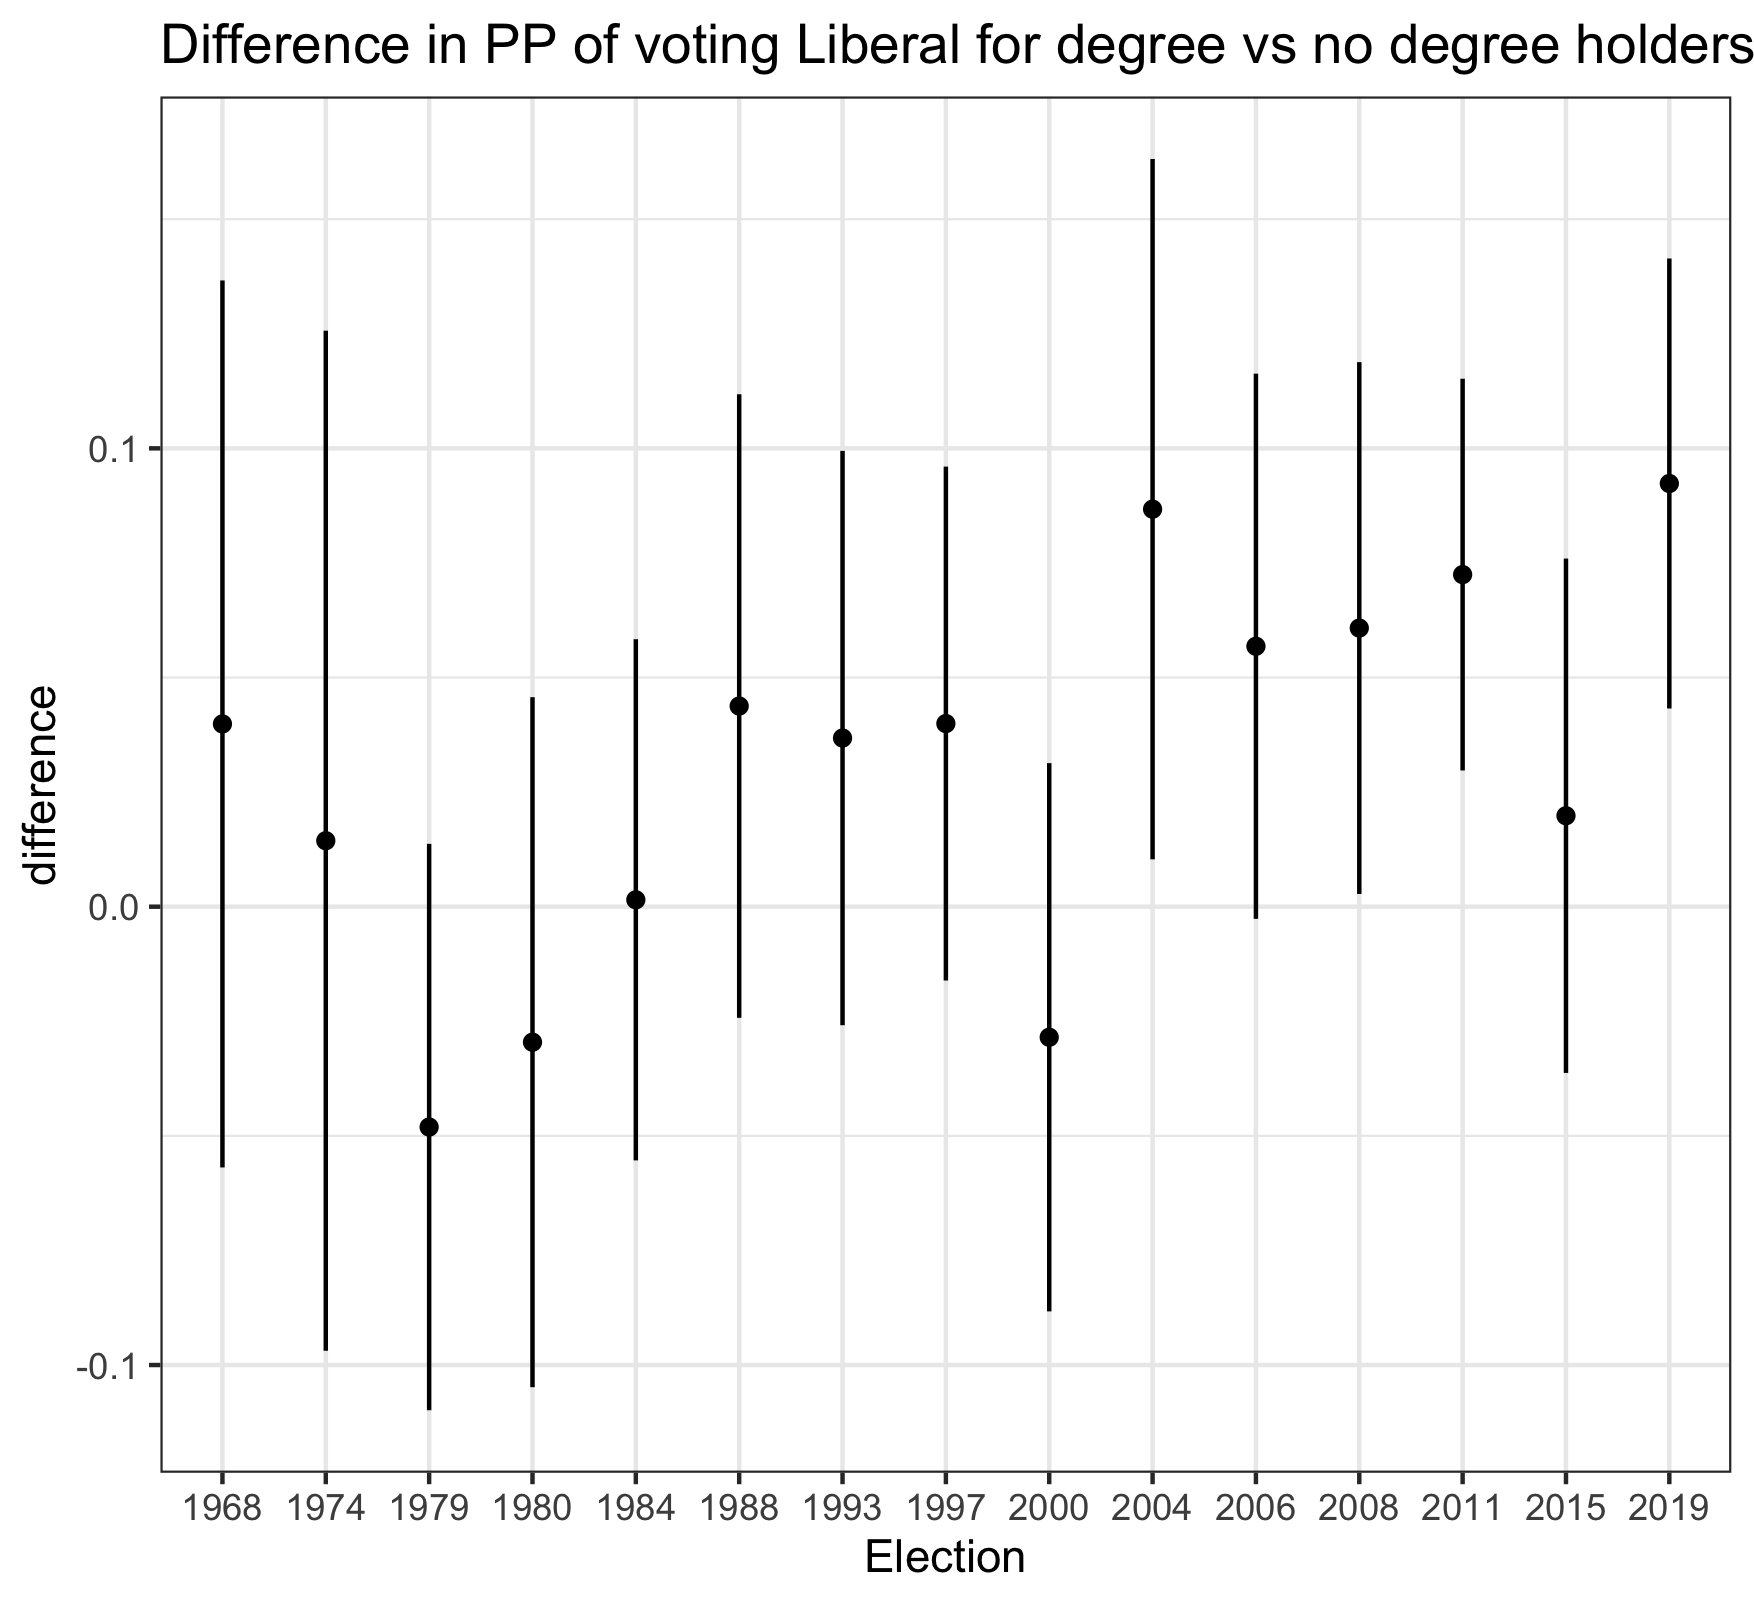 Difference in PP of voting Liberal for degree vs no degree holders
difference
0.1
0.0
-0.1
1968 1974 1979 1980 1984 1988 1993 1997 2000 2004 2006 2008 2011 2015 2019
Election